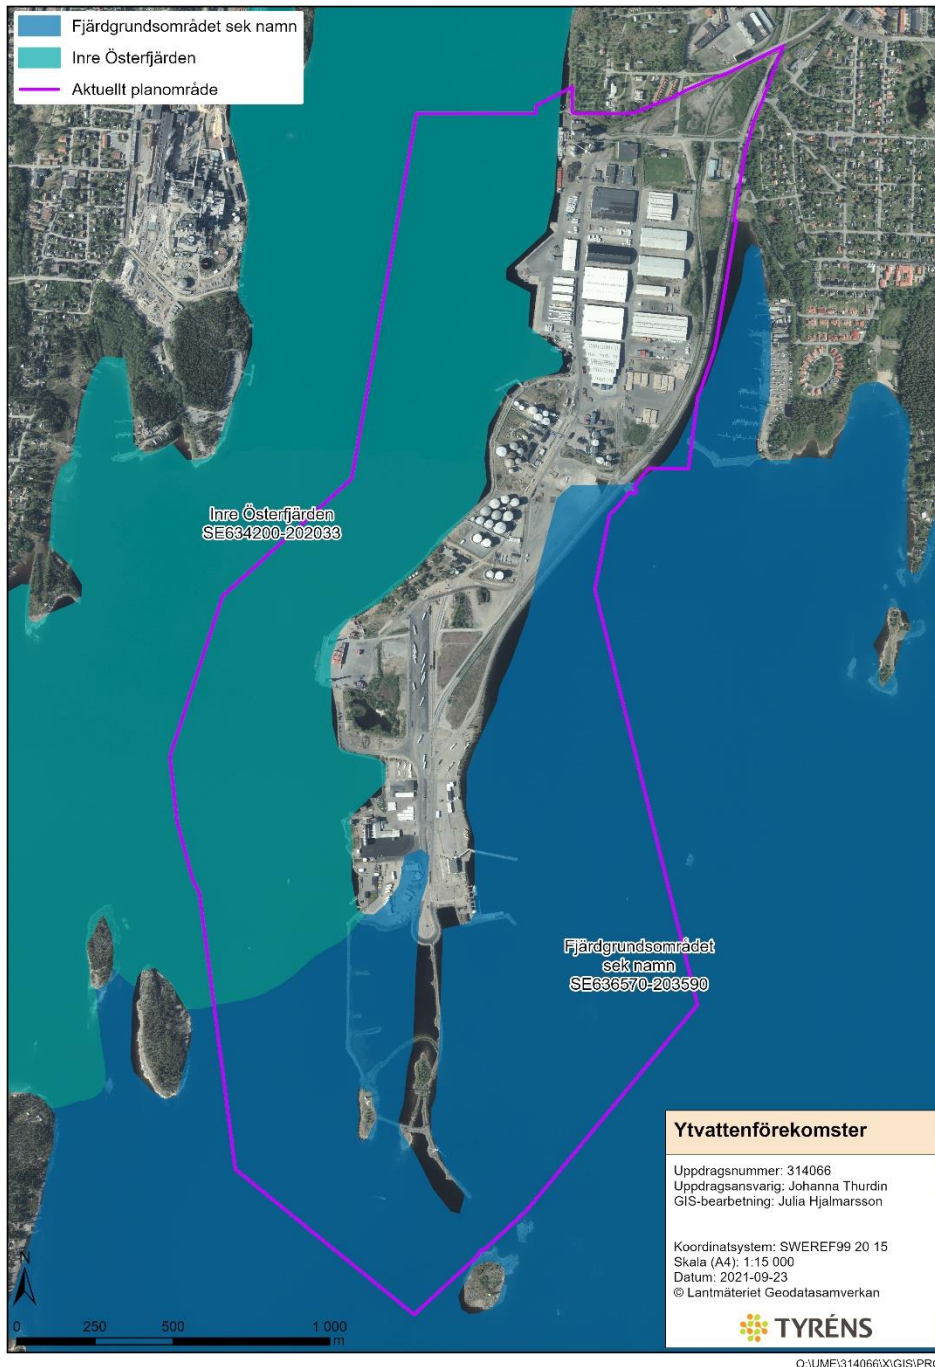 Fjärdgrundsområdet sek namn
Inre Österfjärden
Aktuellt planområde
Inre Österfjärden
SE634200-202033
Fjärdgrundsområdet
sek namn
SE636570-203590
Ytvattenförekomster
Uppdragsnummer: 314066
Uppdragsansvarig: Johanna Thurdin
GIS-bearbetning: Julia Hjalmarsson
Koordinatsystem: SWEREF99 20 15
Skala (A4): 1:15 000
Datum: 2021-09-23
© Lantmäteriet Geodatasamverkan
TYRÉNS
N
0 250 500 1 000
m
O:\UME\314066\X\GIS\PRO